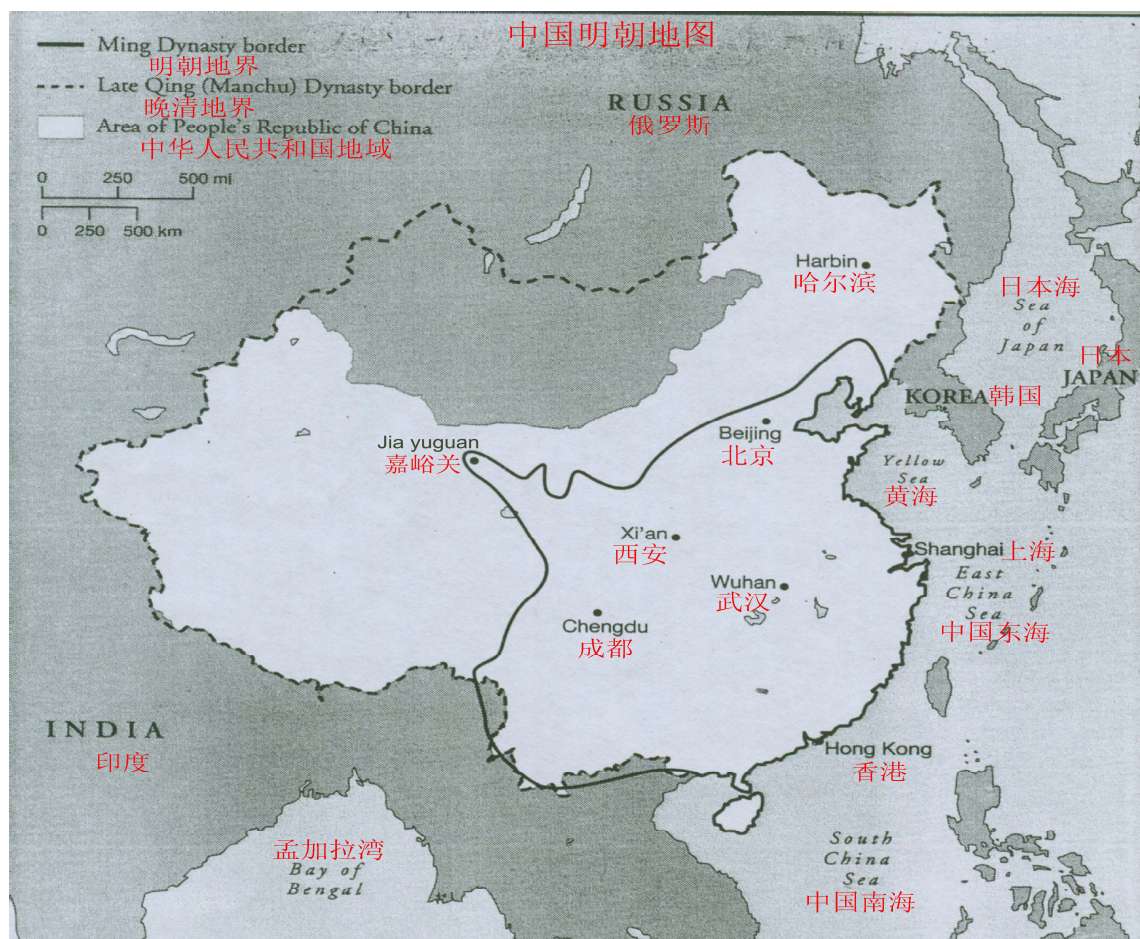 中国明朝地图
Ming Dynasty border
明朝地界
Late Qing (Manchu) Dynasty border
晚清地界
Area of People's Republic of China
中华人民共和国地域
0 250 500 mi
0 250 500 km
RUSSIA
俄罗斯
Harbin
哈尔滨
日本海
Sea
of
Japan
日本
JAPAN
KOREA韩国
Beijing
北京
Jia yuguan
嘉峪关
Yellow
Sea
黄海
Xi'an
西安
Shanghai上海
East
China
Sea
中国东海
Wuhan
武汉
Chengdu
成都
INDIA
印度
Hong Kong
香港
孟加拉湾
Bay of
Bengal
South
China
Sea
中国南海